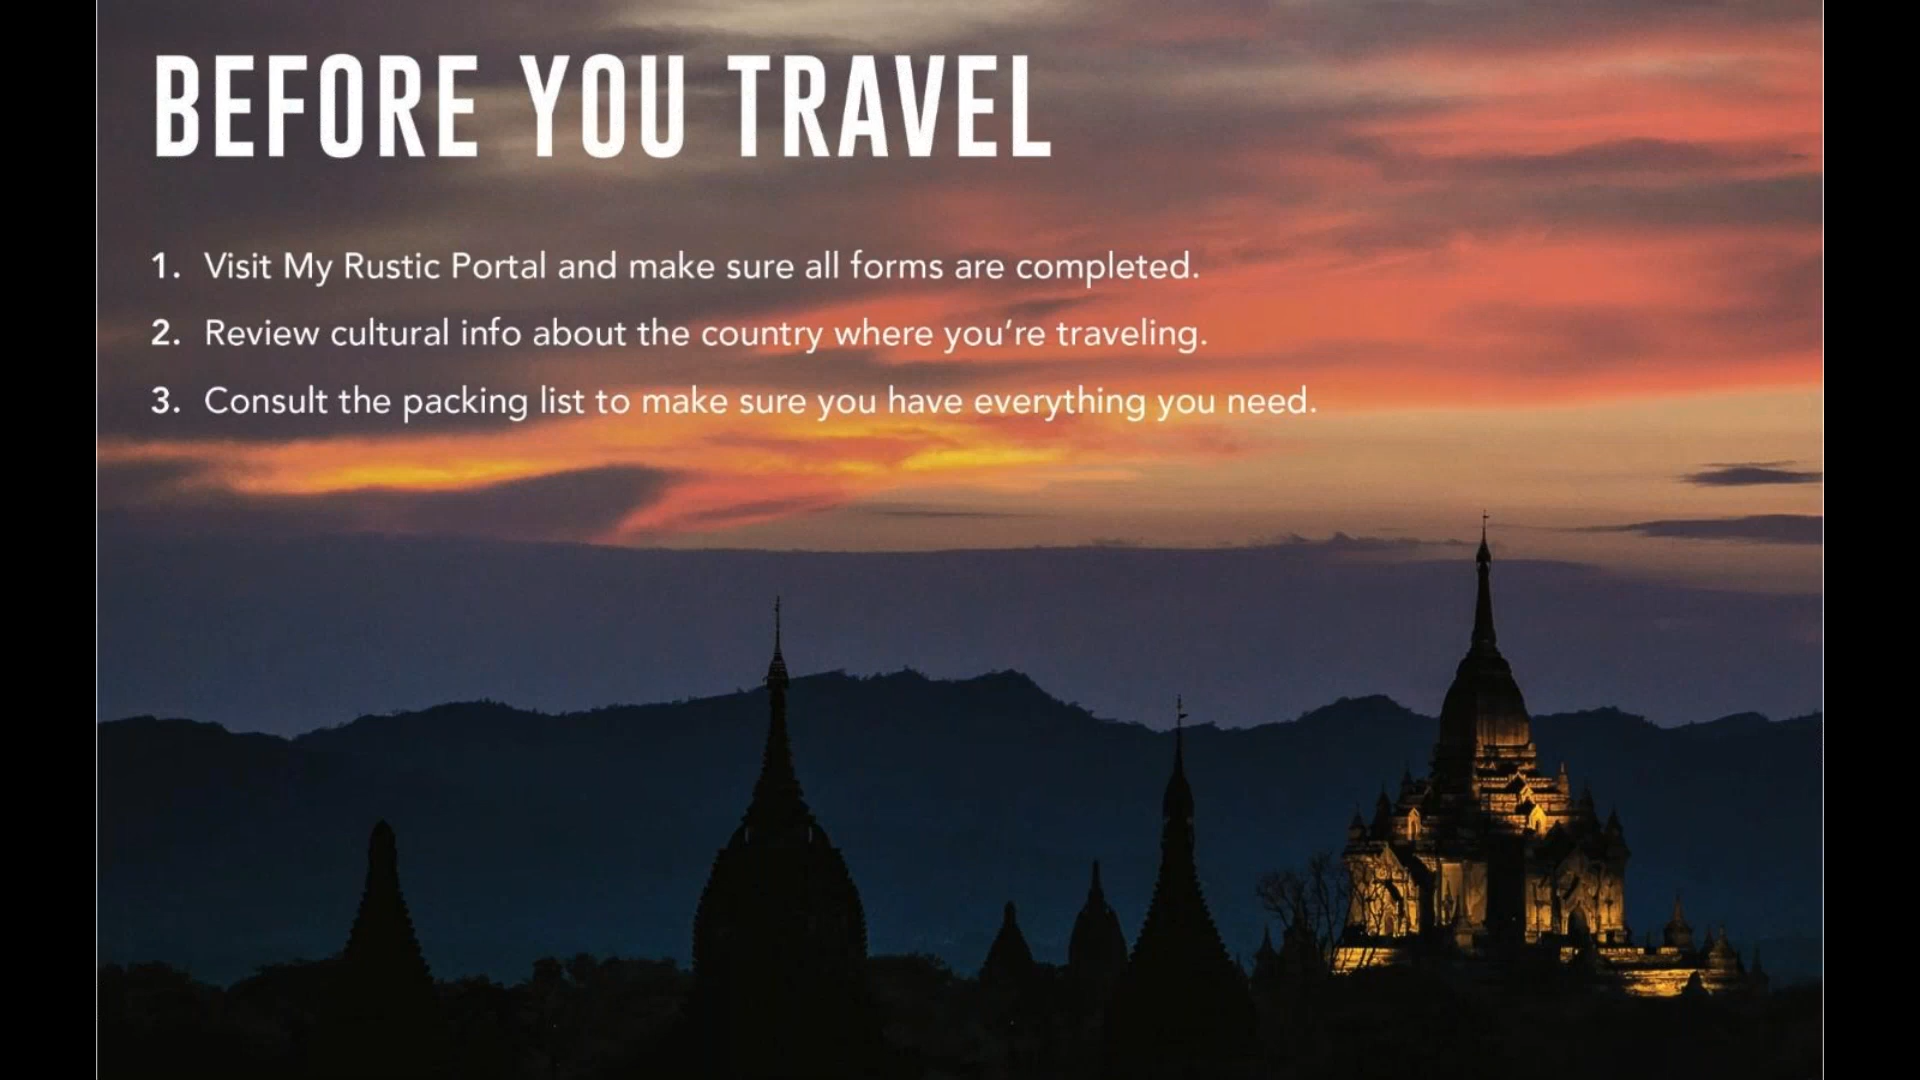 BEFORE YOU TRAVEL
1. Visit My Rustic Portal and make sure all forms are completed.
2. Review cultural info about the country where you’re traveling.
3. Consult the packing list to make sure you have everything you need.